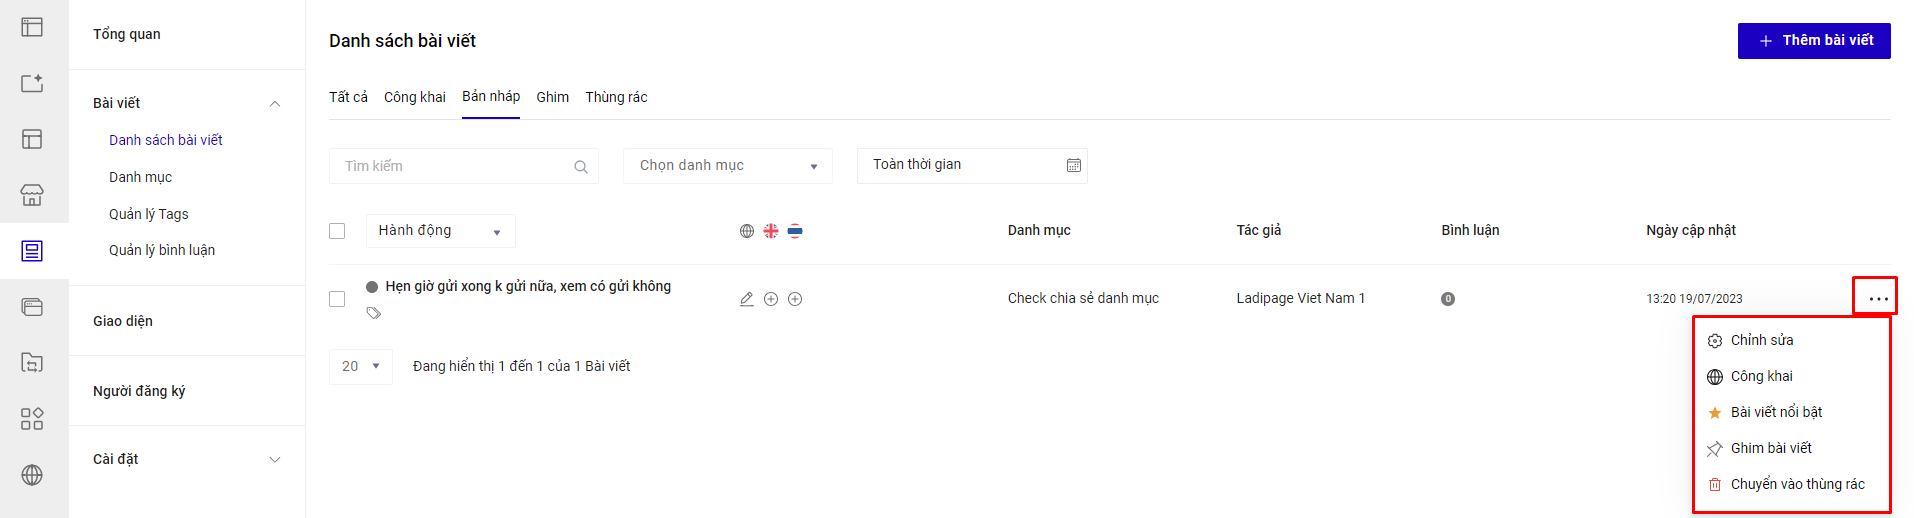 Tổng quan
Bài viết
Danh sách bài viết
Danh mục
Quản lý Tags
Quản lý bình luận
Giao diện
Người đăng ký
Cài đặt
Danh sách bài viết
Thêm bài viết
Tất cả Công khai Bản nháp Ghim Thùng rác
Tìm kiếm Chọn danh mục Toàn thời gian
Hành động Danh mục Tác giả Bình luận Ngày cập nhật
Hẹn giờ gửi xong k gửi nữa, xem có gửi không Check chia sẻ danh mục Ladipage Viet Nam 1 0 13:20 19/07/2023
20 Đang hiển thị 1 đến 1 của 1 Bài viết
Chỉnh sửa
Công khai
Bài viết nổi bật
Ghim bài viết
Chuyển vào thùng rác